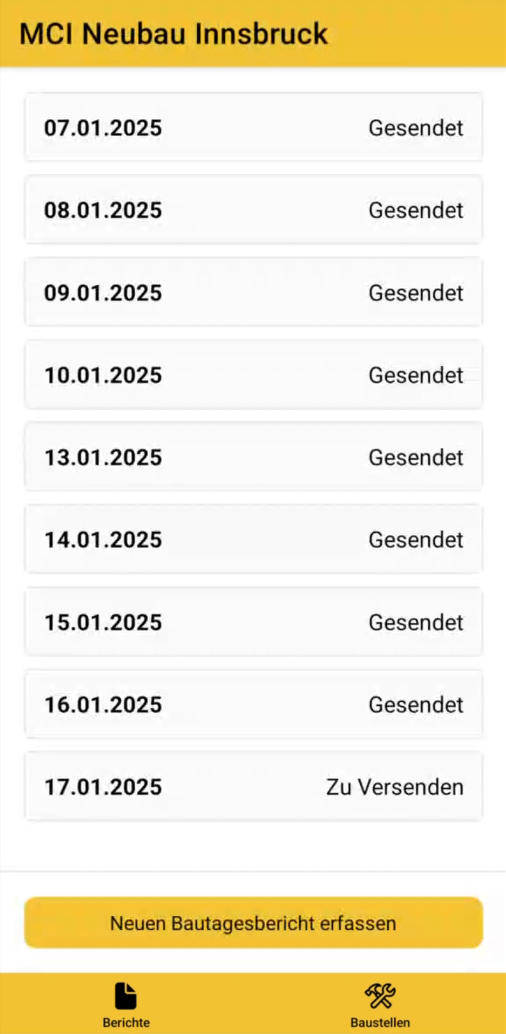 MCI Neubau Innsbruck
07.01.2025 Gesendet
08.01.2025 Gesendet
09.01.2025 Gesendet
10.01.2025 Gesendet
13.01.2025 Gesendet
14.01.2025 Gesendet
15.01.2025 Gesendet
16.01.2025 Gesendet
17.01.2025 Zu Versenden
Neuen Bautagesbericht erfassen
Berichte Baustellen